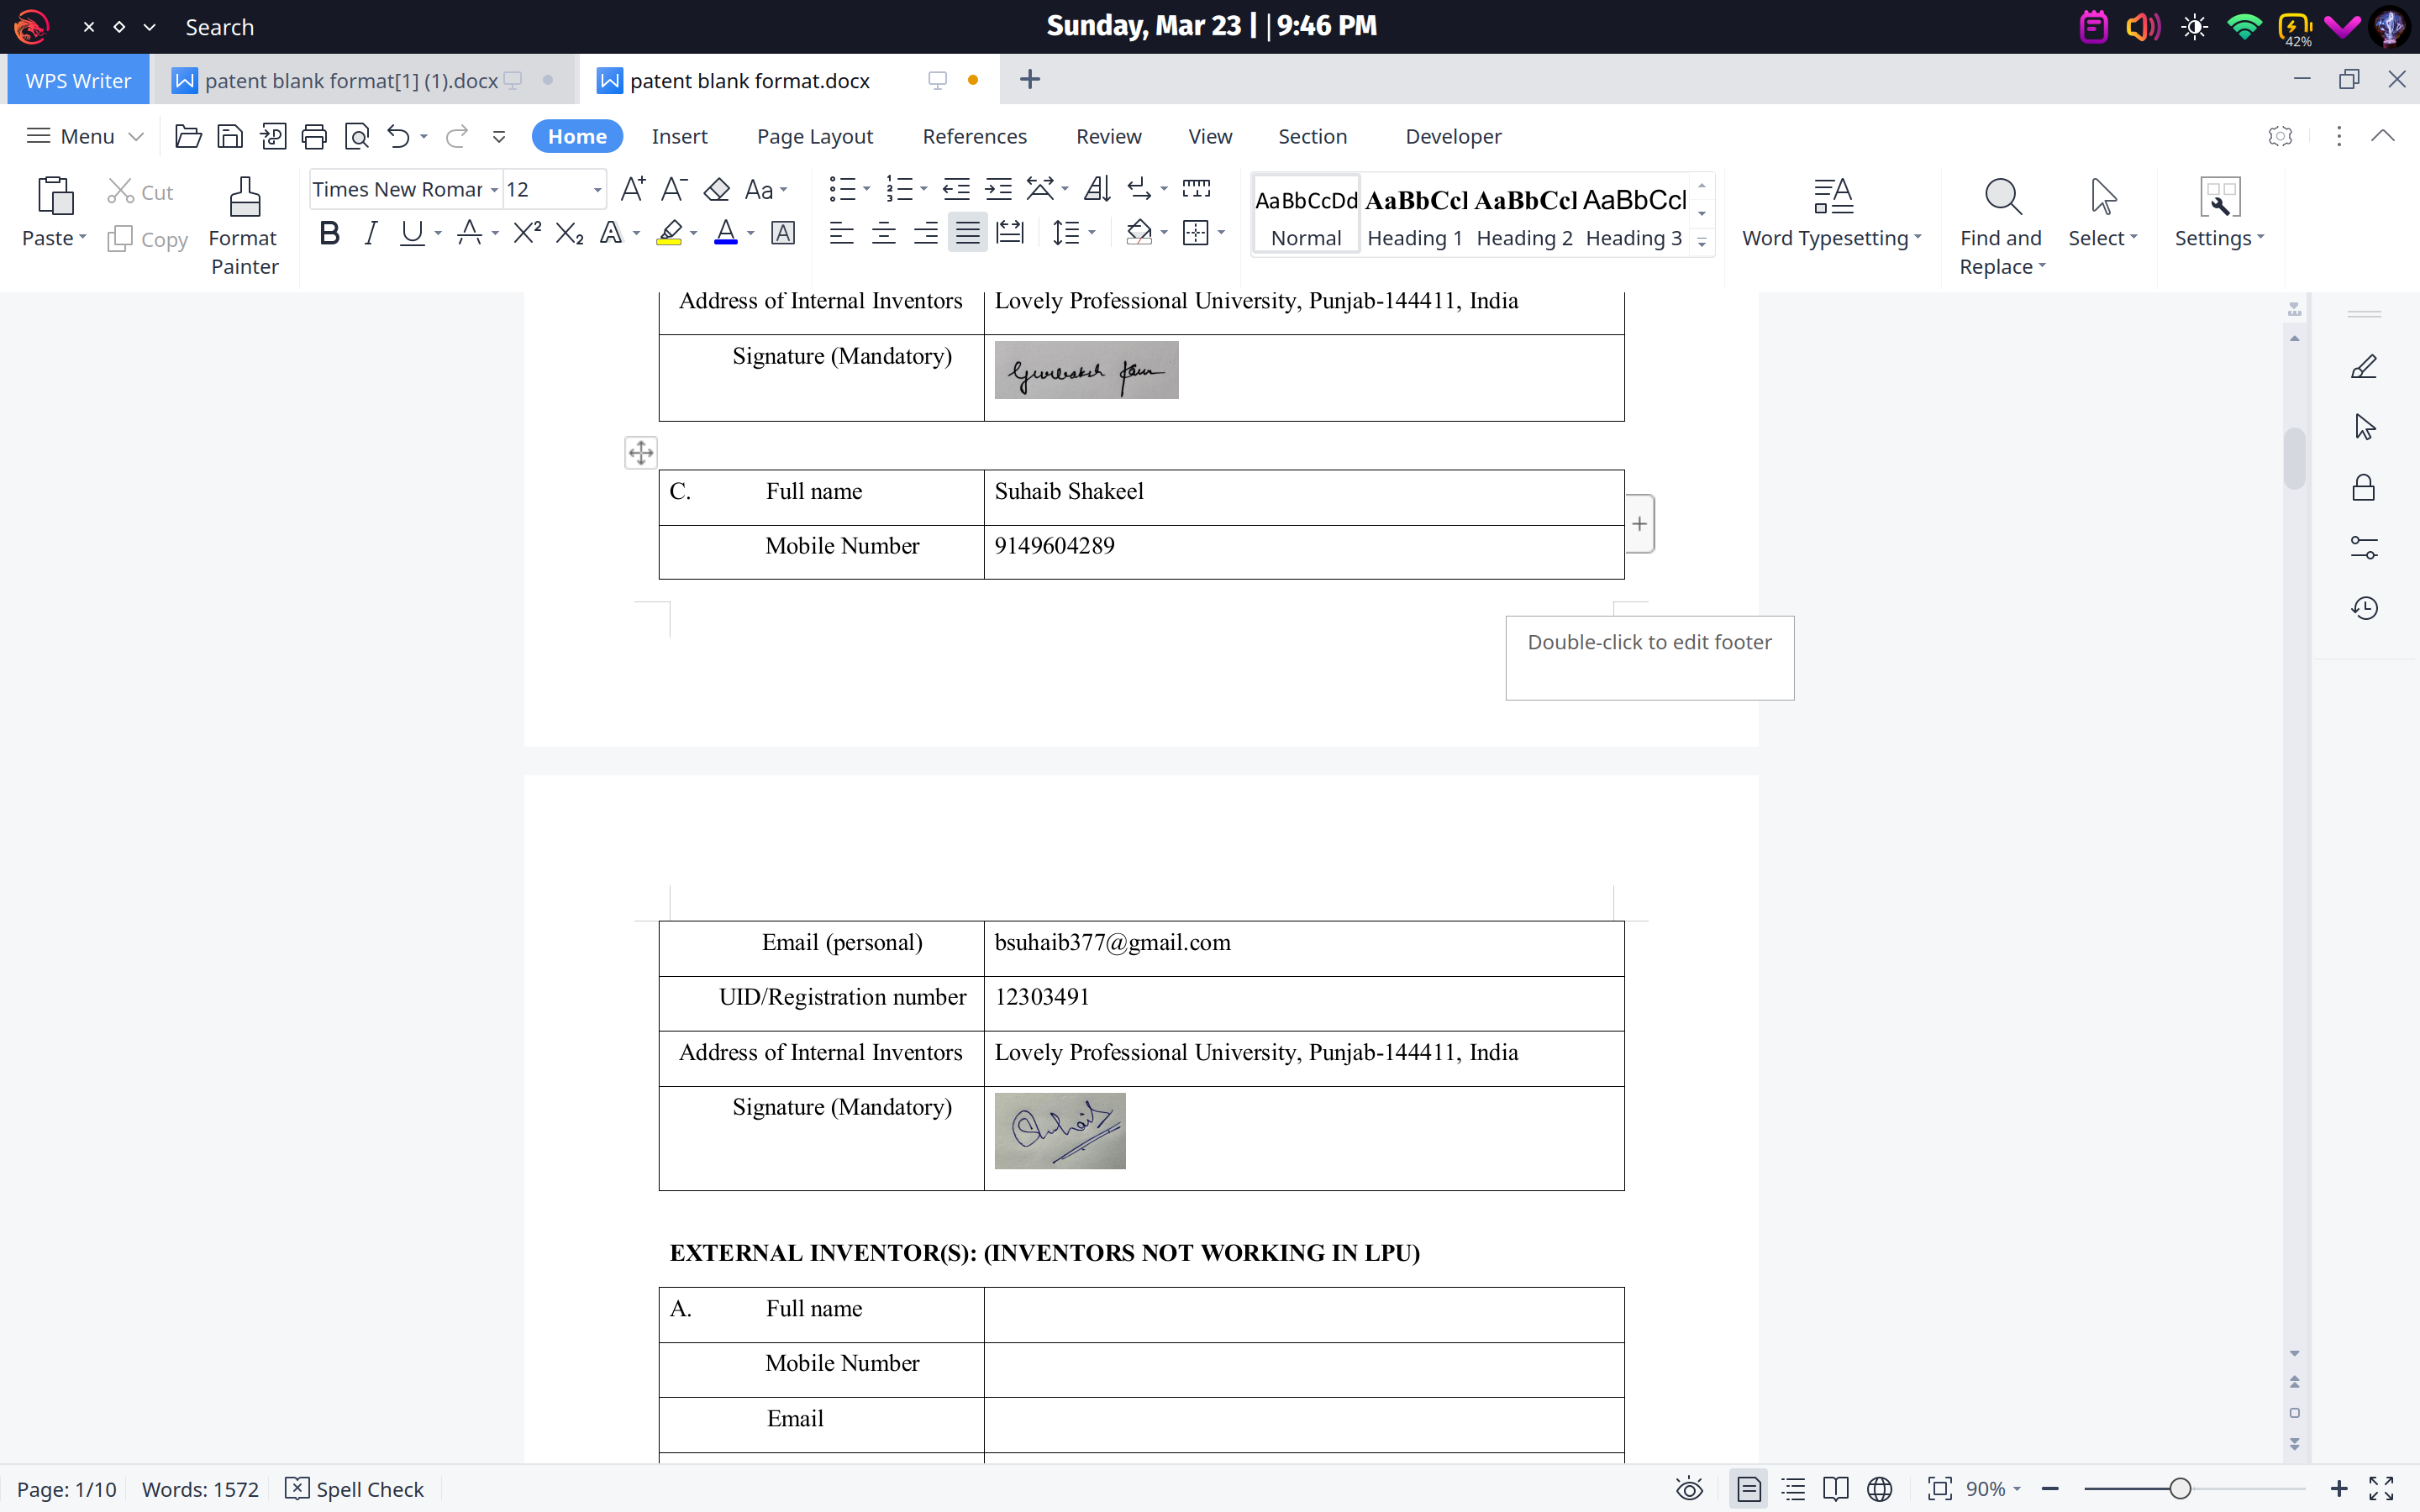 Search
Sunday, Mar 23 | | 9:46 PM
42%
WPS Writer
patent blank format[1] (1).docx
patent blank format.docx
Menu
Home
Insert
Page Layout
References
Review
View
Section
Developer
Paste
Cut
Copy
Format
Painter
Times New Romar
12
AaBbCcDd AaBbCcl AaBbCcl AaBbCcl
Normal Heading 1 Heading 2 Heading 3
Word Typesetting
Find and
Replace
Select
Settings
Address of Internal Inventors Lovely Professional University, Punjab-144411, India
Signature (Mandatory)
C. Full name Suhaib Shakeel
Mobile Number 9149604289
Double-click to edit footer
Email (personal) bsuhaib377@gmail.com
UID/Registration number 12303491
Address of Internal Inventors Lovely Professional University, Punjab-144411, India
Signature (Mandatory) Suhaib
EXTERNAL INVENTOR(S): (INVENTORS NOT WORKING IN LPU)
A. Full name
Mobile Number
Email
Page: 1/10
Words: 1572
Spell Check
90%